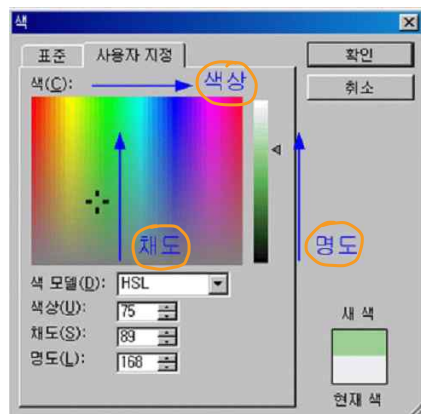 색
표준 사용자 지정
확인
색(C): 색상
취소
채도 명도
색 모델(D): HSL
색상(U): 75
채도(S): 89
명도(L): 168
새 색
현재 색